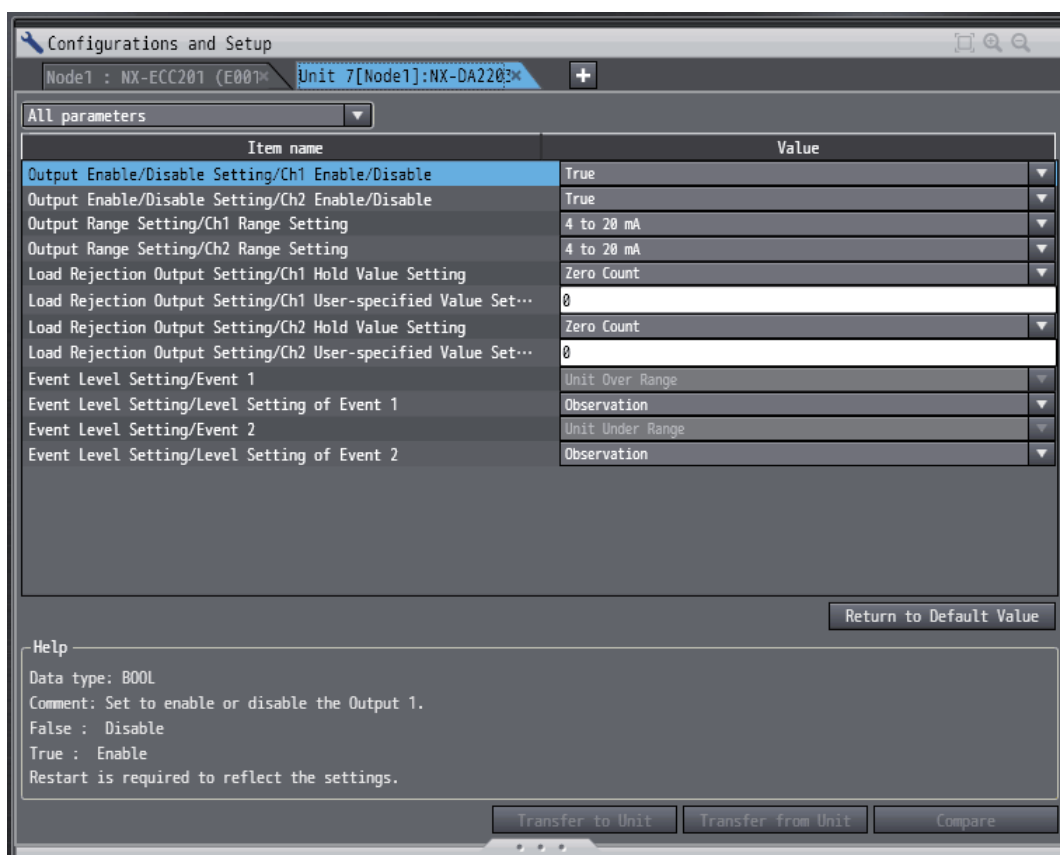 Configurations and Setup
Node1 : NX-ECC201 (E001 Unit 7[Node1]:NX-DA2203
All parameters
Item name Value
Output Enable/Disable Setting/Ch1 Enable/Disable True
Output Enable/Disable Setting/Ch2 Enable/Disable True
Output Range Setting/Ch1 Range Setting 4 to 20 mA
Output Range Setting/Ch2 Range Setting 4 to 20 mA
Load Rejection Output Setting/Ch1 Hold Value Setting Zero Count
Load Rejection Output Setting/Ch1 User-specified Value Set… 0
Load Rejection Output Setting/Ch2 Hold Value Setting Zero Count
Load Rejection Output Setting/Ch2 User-specified Value Set… 0
Event Level Setting/Event 1 Unit Over Range
Event Level Setting/Level Setting of Event 1 Observation
Event Level Setting/Event 2 Unit Under Range
Event Level Setting/Level Setting of Event 2 Observation
Return to Default Value
Help
Data type: BOOL
Comment: Set to enable or disable the Output 1.
False : Disable
True : Enable
Restart is required to reflect the settings.
Transfer to Unit Transfer from Unit Compare